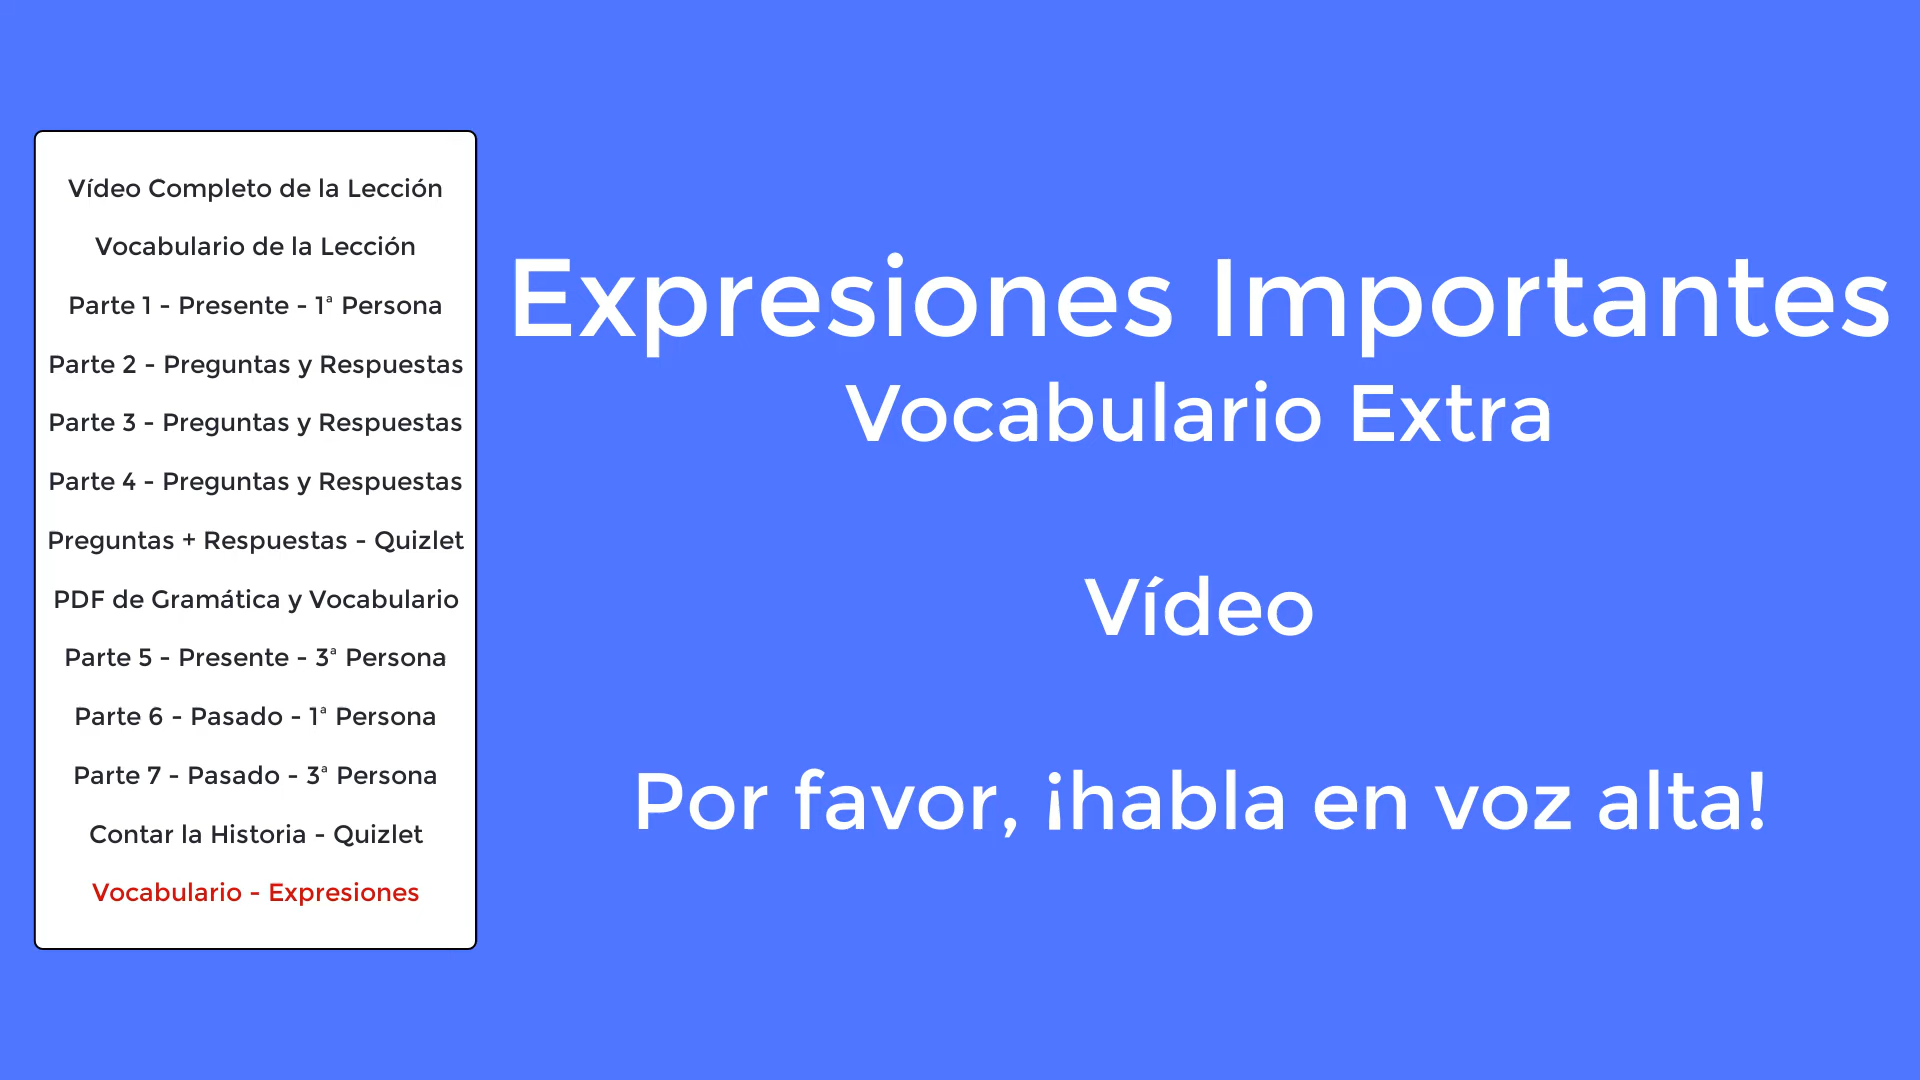 Vídeo Completo de la Lección
Vocabulario de la Lección
Parte 1 - Presente - 1ª Persona
Parte 2 - Preguntas y Respuestas
Parte 3 - Preguntas y Respuestas
Parte 4 - Preguntas y Respuestas
Preguntas + Respuestas - Quizlet
PDF de Gramática y Vocabulario
Parte 5 - Presente - 3ª Persona
Parte 6 - Pasado - 1ª Persona
Parte 7 - Pasado - 3ª Persona
Contar la Historia - Quizlet
Vocabulario - Expresiones
Expresiones Importantes
Vocabulario Extra
Vídeo
Por favor, ¡habla en voz alta!